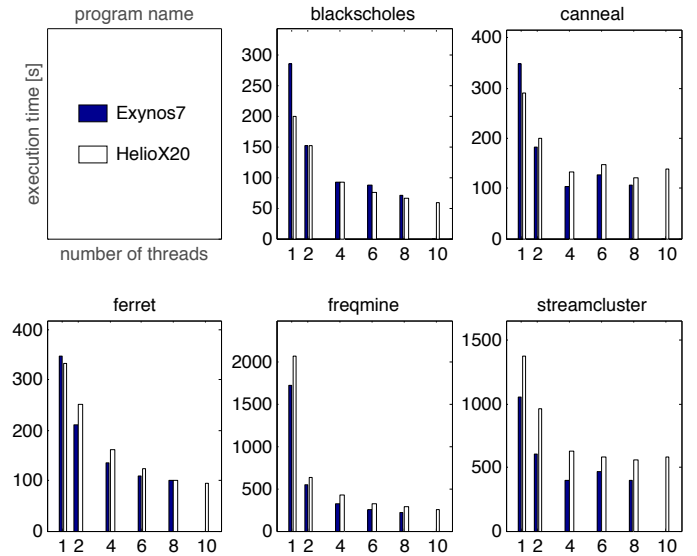 program name
execution time [s]
Exynos7
HelioX20
number of threads
blackscholes
300
250
200
150
100
50
0
1 2 4 6 8 10
canneal
400
300
200
100
0
1 2 4 6 8 10
ferret
400
300
200
100
0
1 2 4 6 8 10
freqmine
2000
1500
1000
500
0
1 2 4 6 8 10
streamcluster
1500
1000
500
0
1 2 4 6 8 10